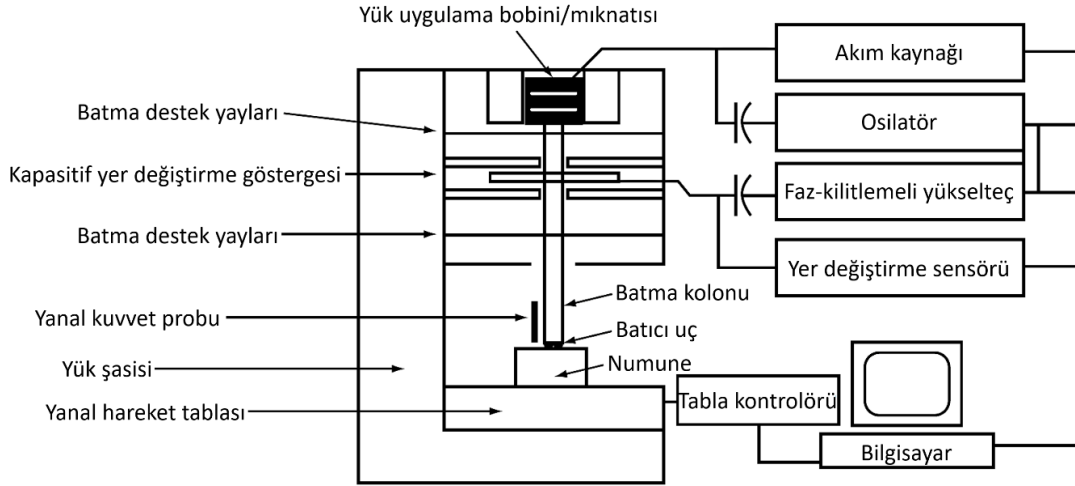 Yük uygulama bobini/mıknatısı
Akım kaynağı
Batma destek yayları
Osilatör
Kapasitif yer değiştirme göstergesi
Faz-kilitlemeli yükselteç
Batma destek yayları
Yer değiştirme sensörü
Batma kolonu
Yanal kuvvet probu
Batıcı uç
Yük şasisi
Numune
Yanal hareket tablası
Tabla kontrolörü
Bilgisayar